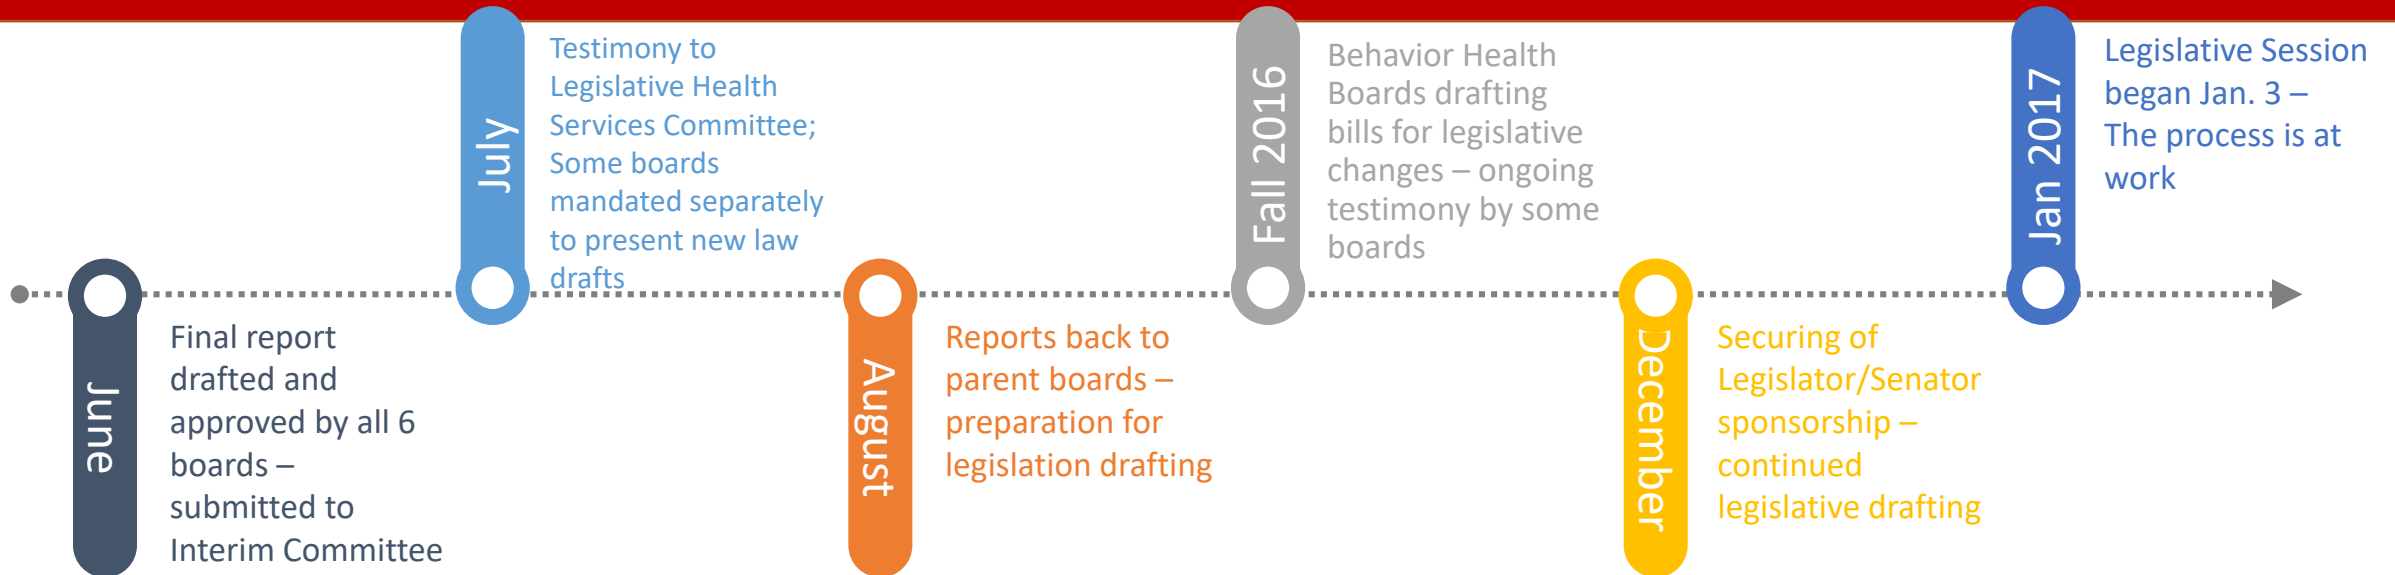 June
Final report
drafted and
approved by all 6
boards –
submitted to
Interim Committee
July
Testimony to
Legislative Health
Services Committee;
Some boards
mandated separately
to present new law
drafts
August
Reports back to
parent boards –
preparation for
legislation drafting
Fall 2016
Behavior Health
Boards drafting
bills for legislative
changes – ongoing
testimony by some
boards
December
Securing of
Legislator/Senator
sponsorship –
continued
legislative drafting
Jan 2017
Legislative Session
began Jan. 3 –
The process is at
work